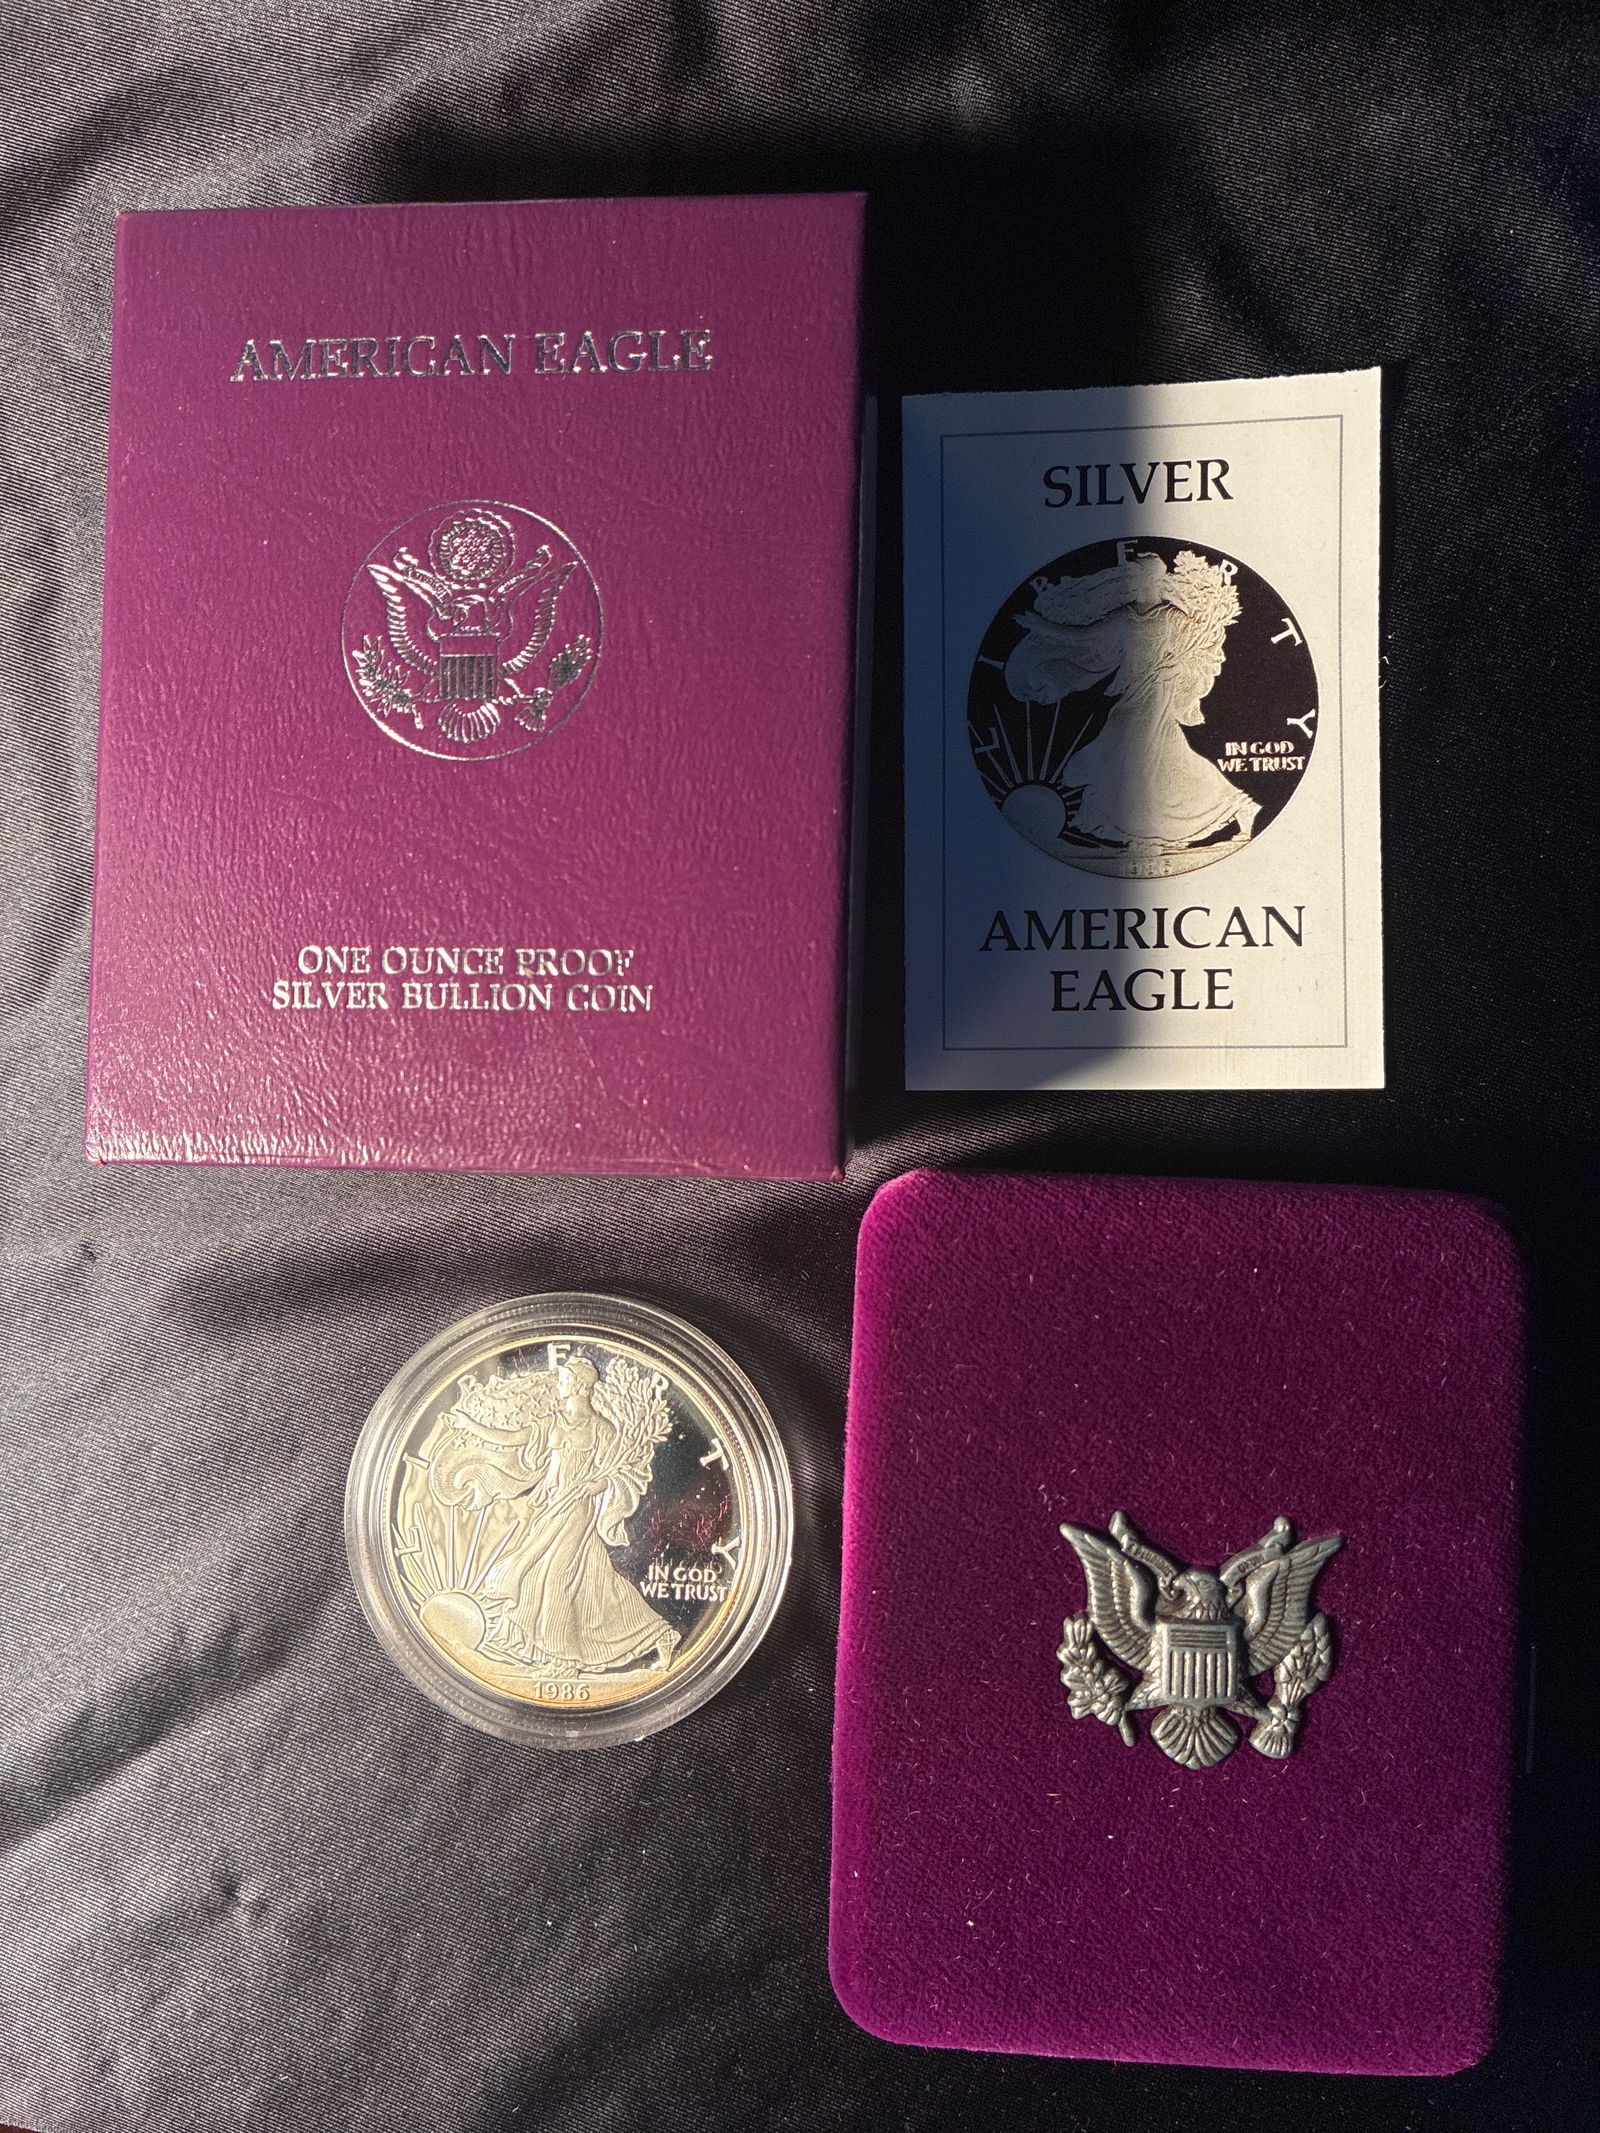 AMERICAN EAGLE
ONE OUNCE PROOF
SILVER BULLION COIN
SILVER
LIBERTY
IN GOD
WE TRUST
1986
AMERICAN
EAGLE
LIBERTY
IN GOD
WE TRUST
1986